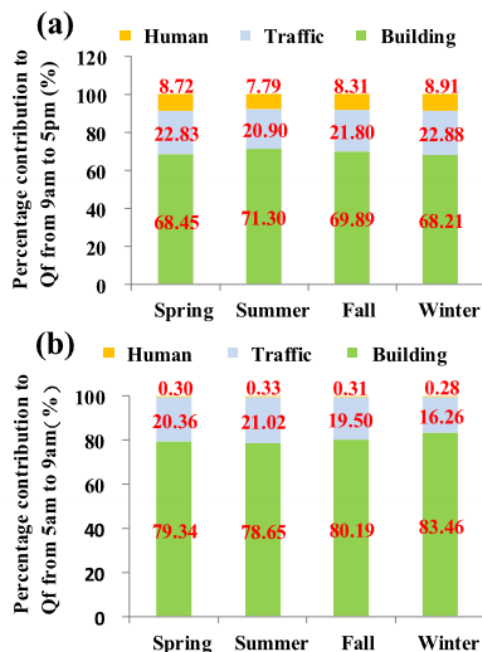 (a)
Human Traffic Building
Percentage contribution to
Qf from 9am to 5pm (%)
120
100
80
60
40
20
0
8.72 7.79 8.31 8.91
22.83 20.90 21.80 22.88
68.45 71.30 69.89 68.21
Spring Summer Fall Winter
(b)
Human Traffic Building
Percentage contribution to
Qf from 5am to 9am( %)
100
80
60
40
20
0
0.30 0.33 0.31 0.28
20.36 21.02 19.50 16.26
79.34 78.65 80.19 83.46
Spring Summer Fall Winter